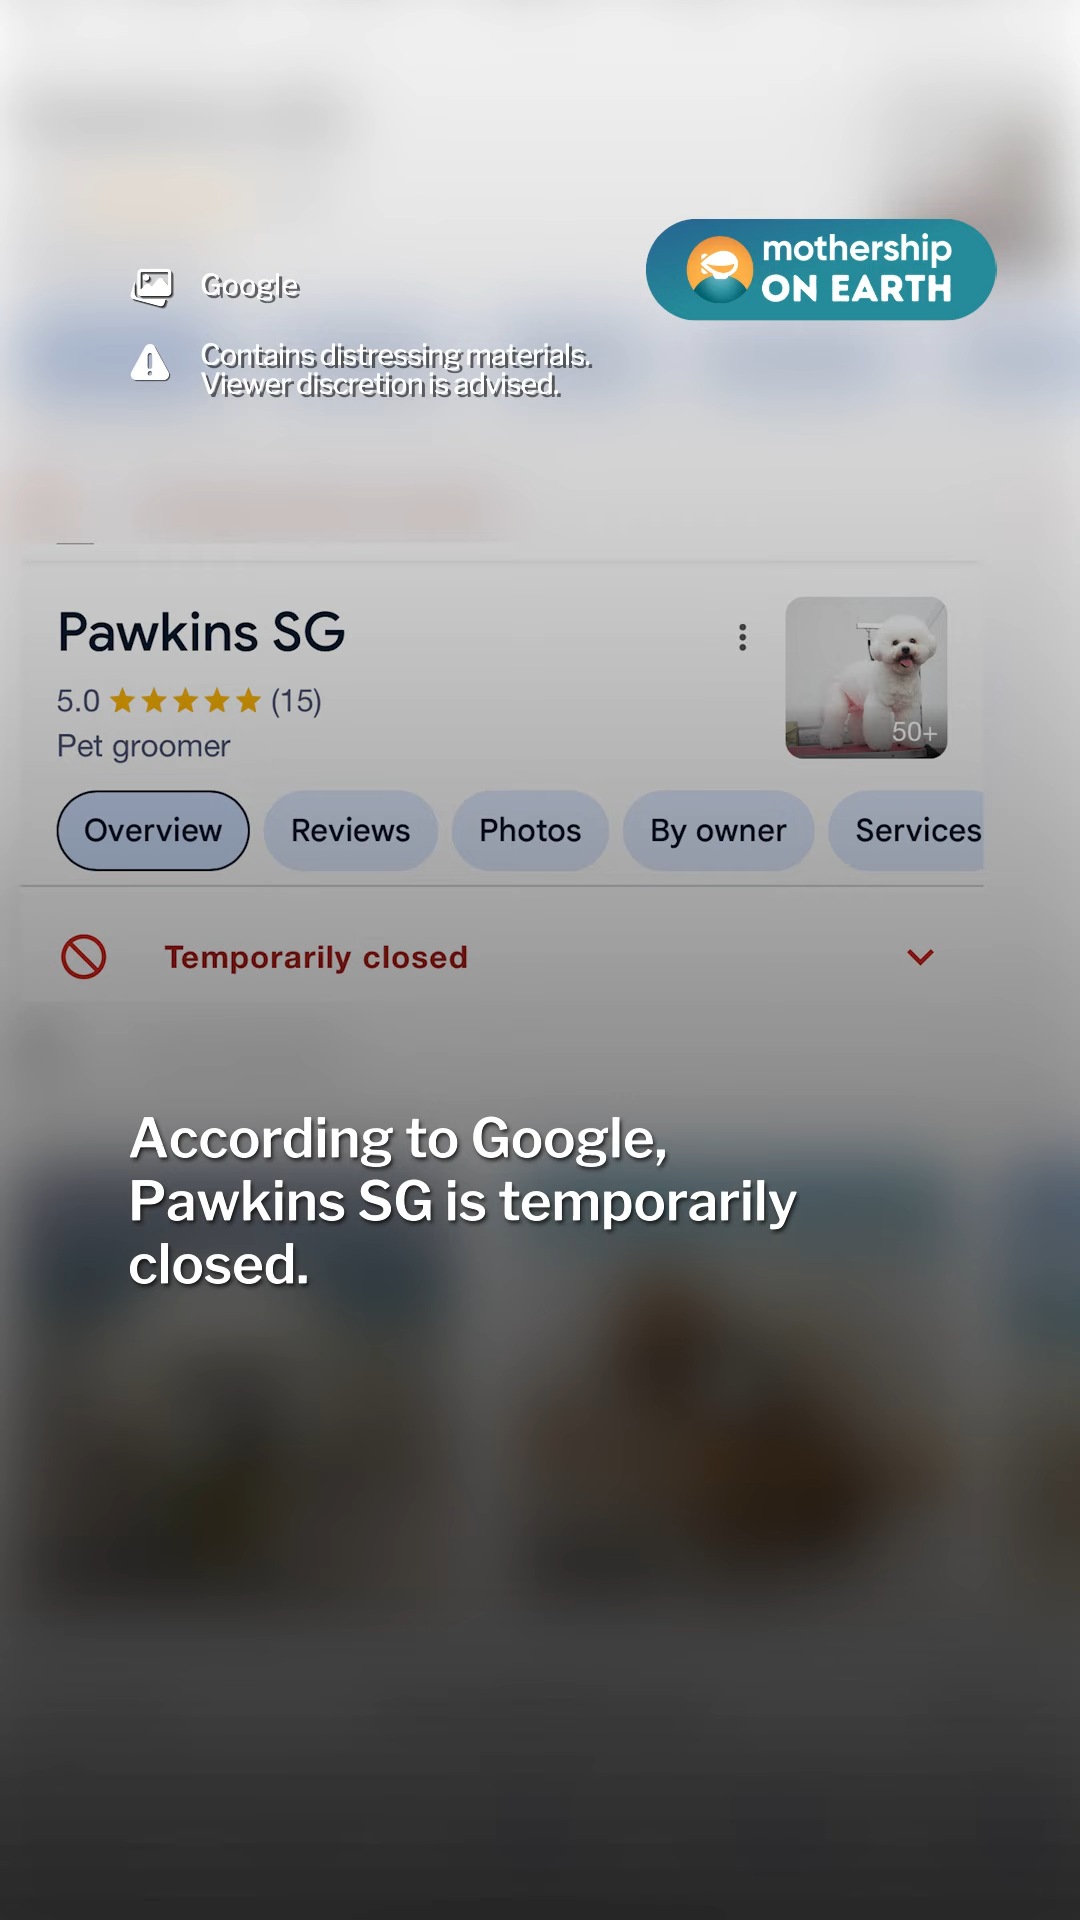 mothership
ON EARTH
Google
Contains distressing materials.
Viewer discretion is advised.
Pawkins SG
5.0 ★★★★★ (15)
Pet groomer
50+
Overview
Reviews
Photos
By owner
Services
Temporarily closed
According to Google,
Pawkins SG is temporarily
closed.